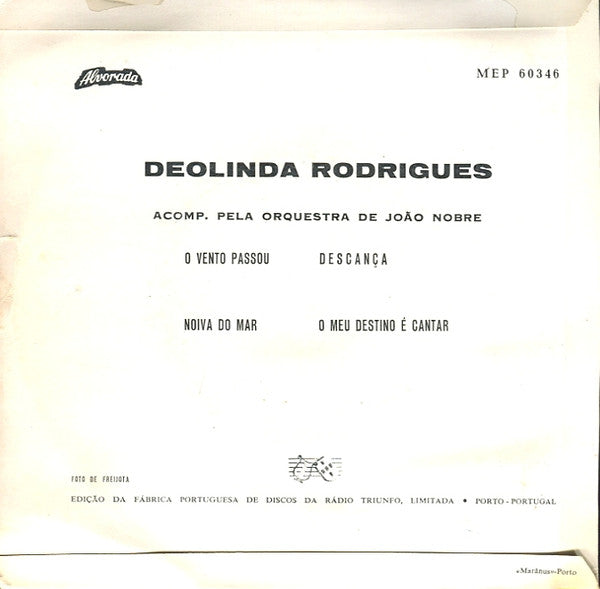 Alvorada
MEP 60346
DEOLINDA RODRIGUES
ACOMP. PELA ORQUESTRA DE JOÃO NOBRE
O VENTO PASSOU DESCANÇA
NOIVA DO MAR O MEU DESTINO É CANTAR
FOTO DE FREIJOTA
EDIÇÃO DA FÁBRICA PORTUGUESA DE DISCOS DA RÁDIO TRIUNFO, LIMITADA • PORTO-PORTUGAL
«Marânus»-Porto